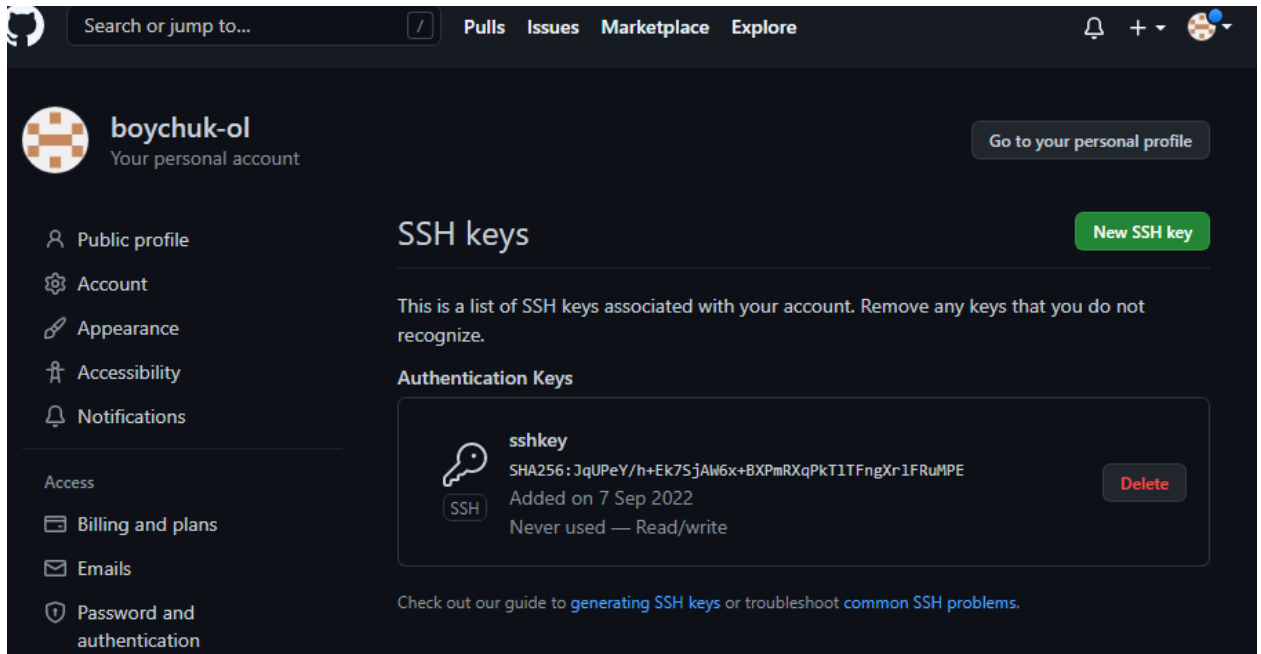 Search or jump to...
/
Pulls Issues Marketplace Explore
boychuk-ol
Your personal account
Go to your personal profile
Public profile
Account
Appearance
Accessibility
Notifications
Access
Billing and plans
Emails
Password and
authentication
SSH keys
New SSH key
This is a list of SSH keys associated with your account. Remove any keys that you do not
recognize.
Authentication Keys
sshkey
SHA256:JqUPeY/h+Ek7SjAW6x+BXPmRXqPkTlTFngXrlFRuMPE
SSH
Added on 7 Sep 2022
Never used — Read/write
Delete
Check out our guide to generating SSH keys or troubleshoot common SSH problems.